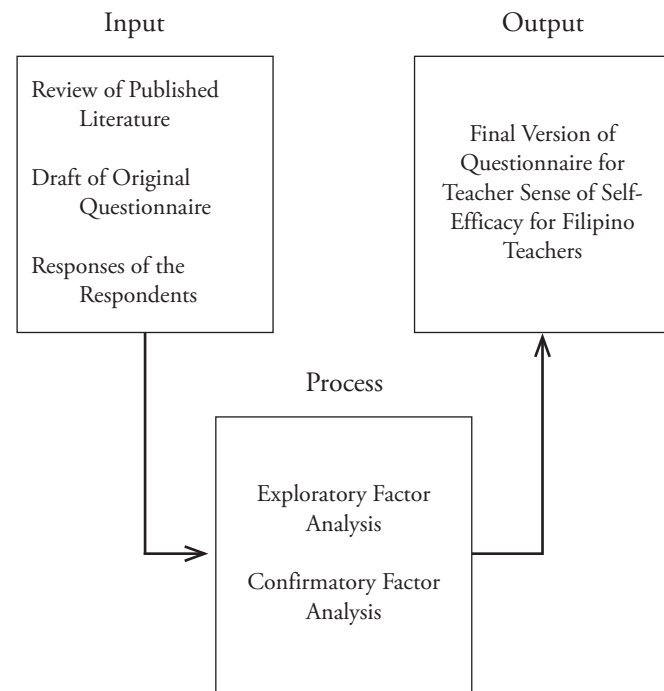 Input
Review of Published
Literature
Draft of Original
Questionnaire
Responses of the
Respondents
Output
Final Version of
Questionnaire for
Teacher Sense of Self-
Efficacy for Filipino
Teachers
Process
Exploratory Factor
Analysis
Confirmatory Factor
Analysis